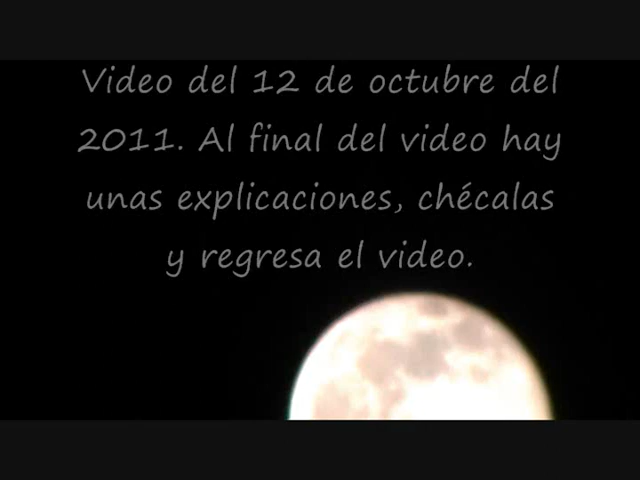 Video del 12 de octubre del
2011. Al final del video hay
unas explicaciones, chécalas
y regresa el video.